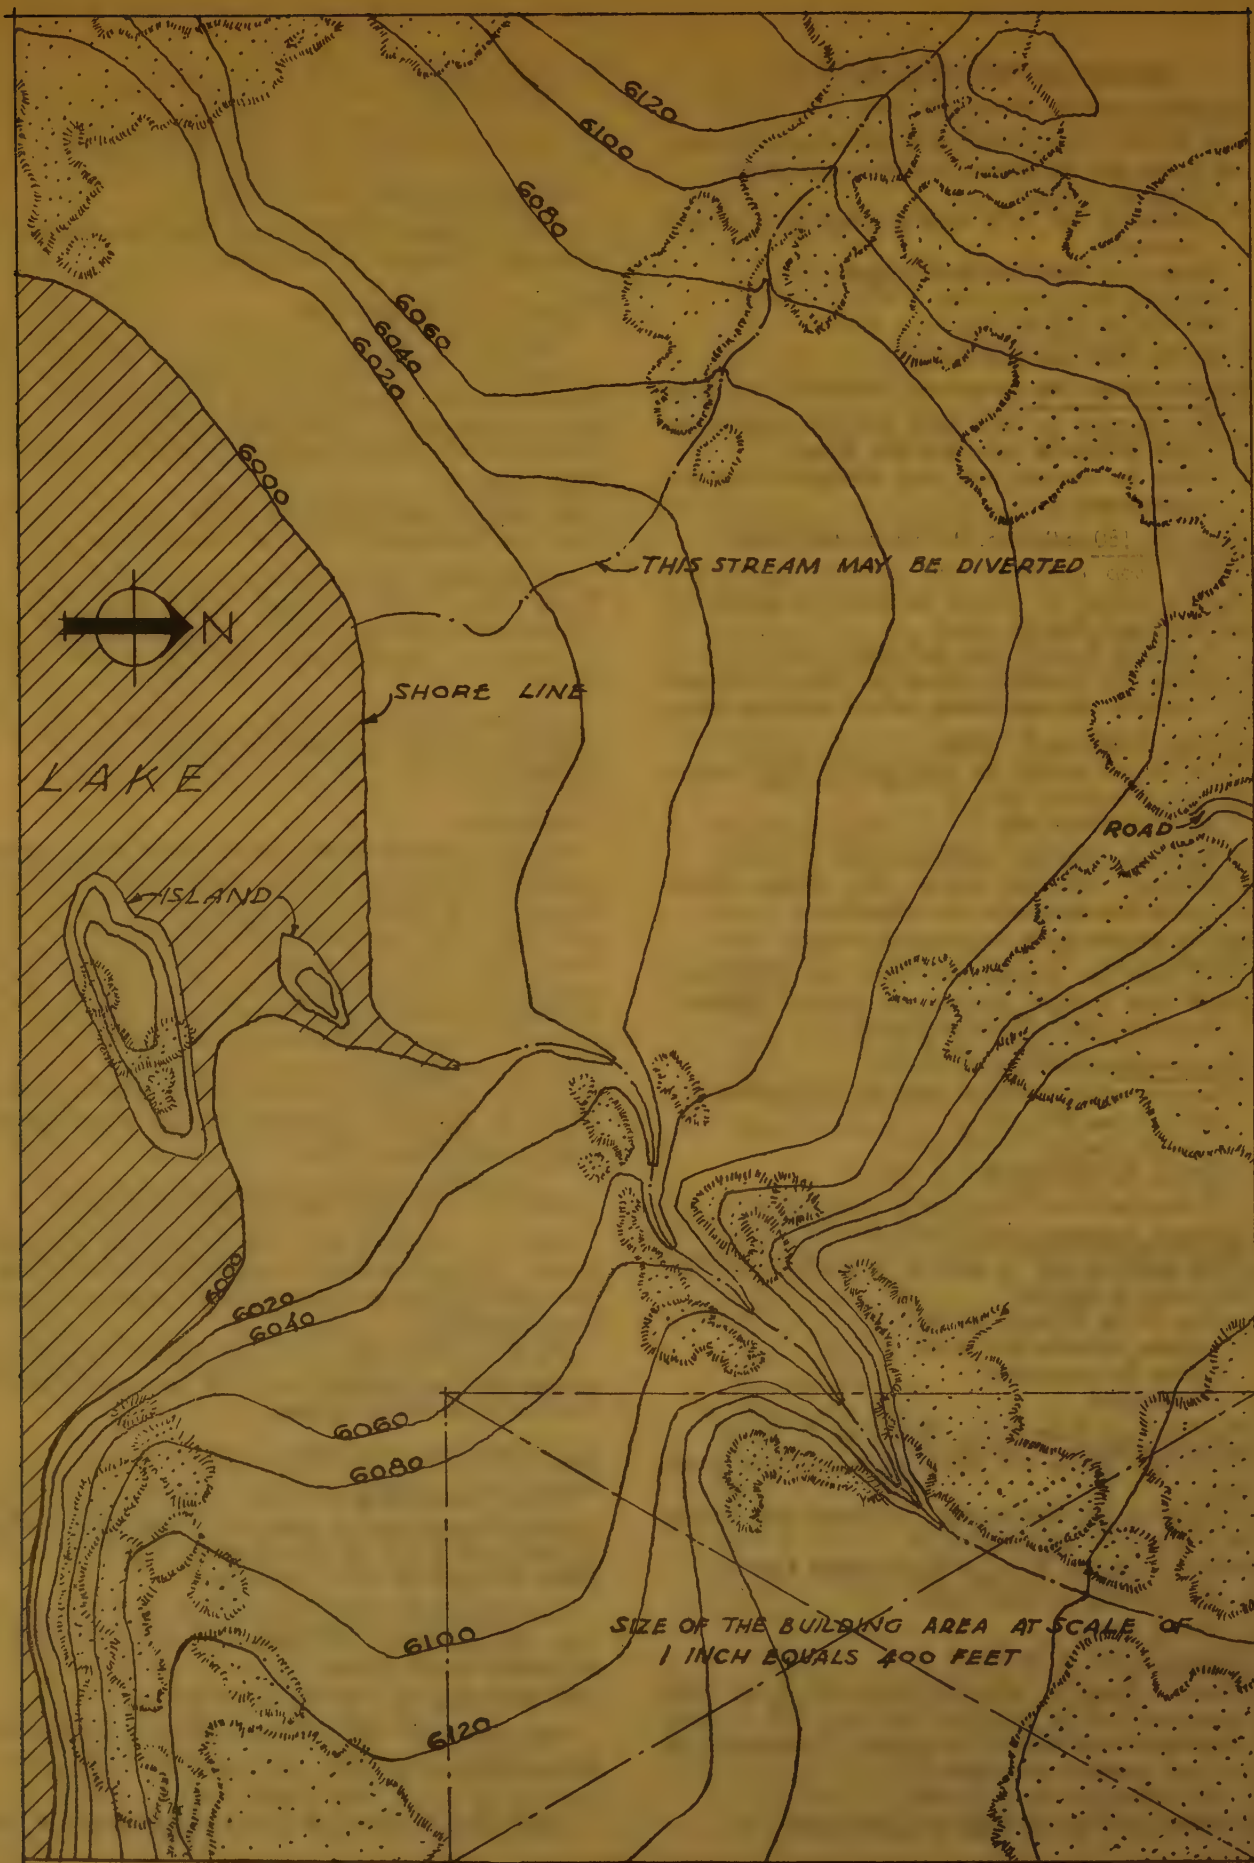 6120
6100
6080
6060
6040
6020
6000
THIS STREAM MAY BE DIVERTED
N
SHORE LINE
LAKE
ROAD
ISLAND
6000
6020
6040
6060
6080
SIZE OF THE BUILDING AREA AT SCALE OF
1 INCH EQUALS 400 FEET
6100
6120